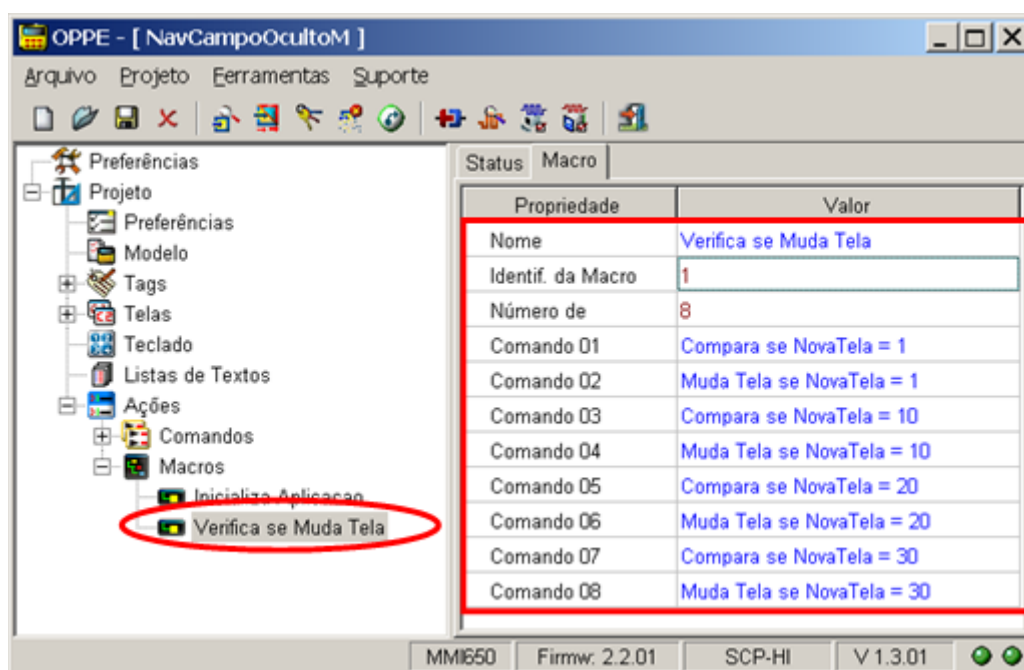 OPPE - [ NavCampoOcultoM ]
Arquivo Projeto Ferramentas Suporte
Preferências
Projeto
Preferências
Modelo
Tags
Telas
Teclado
Listas de Textos
Ações
Comandos
Macros
Inicializa Aplicacao
Verifica se Muda Tela
Status Macro
Propriedade Valor
Nome Verifica se Muda Tela
Identif. da Macro 1
Número de 8
Comando 01 Compara se NovaTela = 1
Comando 02 Muda Tela se NovaTela = 1
Comando 03 Compara se NovaTela = 10
Comando 04 Muda Tela se NovaTela = 10
Comando 05 Compara se NovaTela = 20
Comando 06 Muda Tela se NovaTela = 20
Comando 07 Compara se NovaTela = 30
Comando 08 Muda Tela se NovaTela = 30
MMI650 Firmw: 2.2.01 SCP-HI V 1.3.01